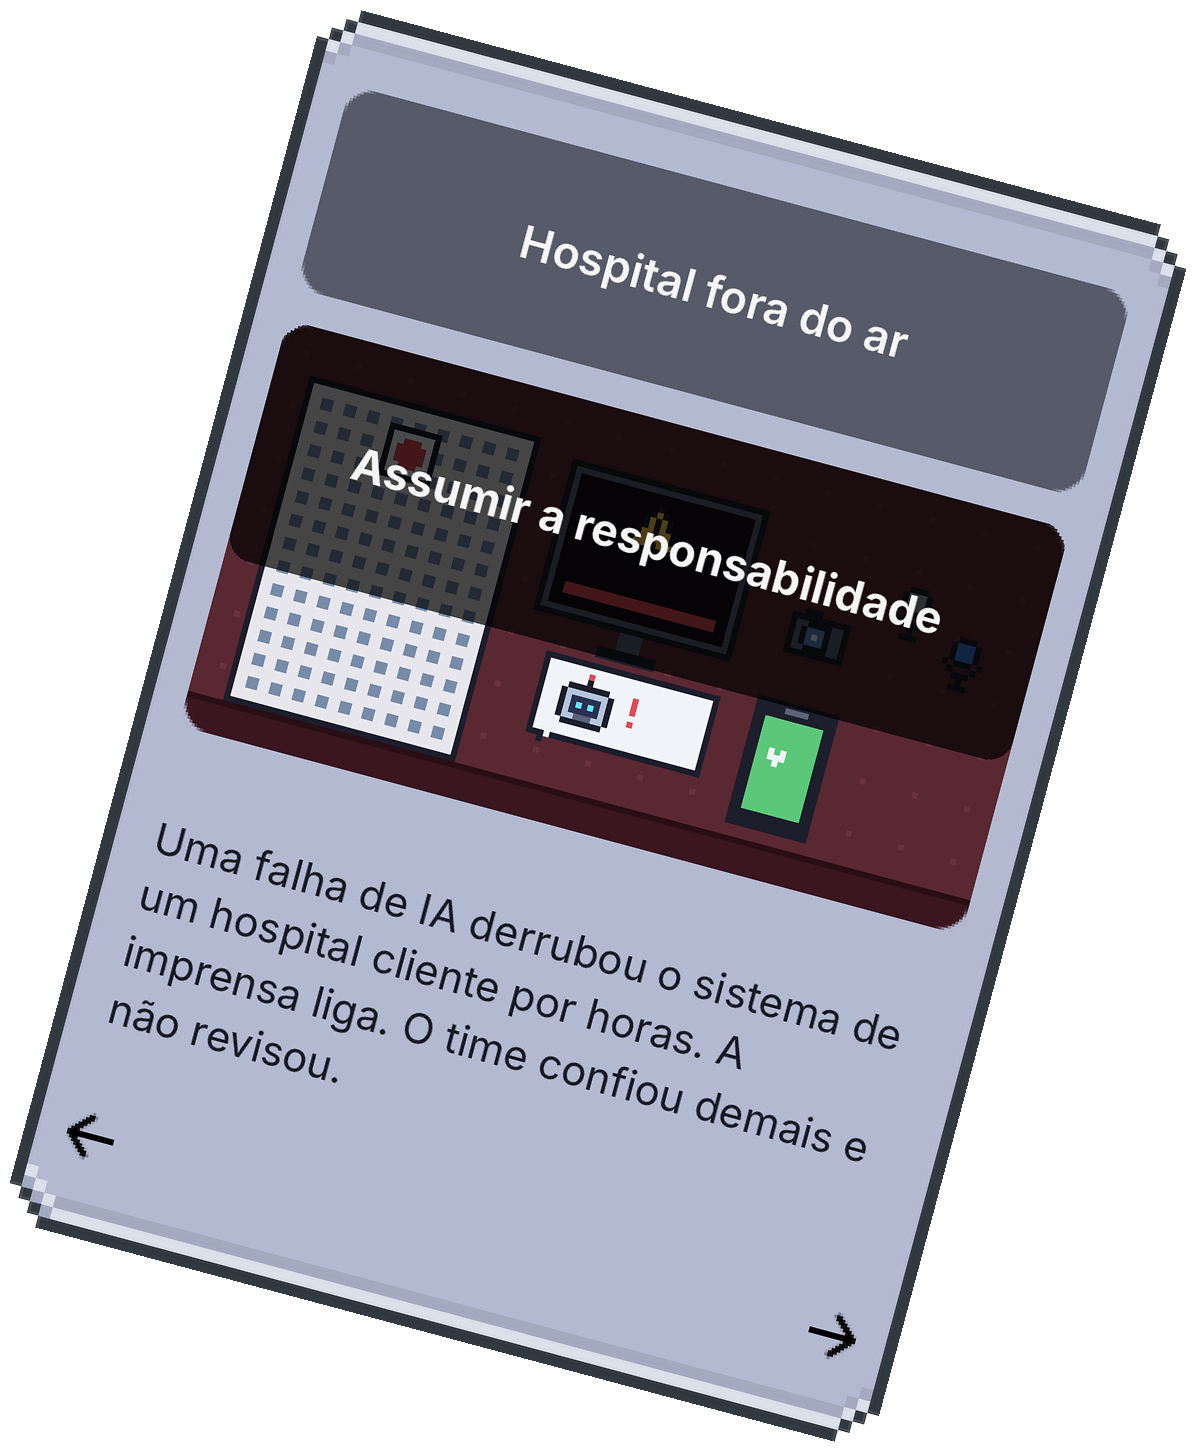 Hospital fora do ar
Assumir a responsabilidade
!
Uma falha de IA derrubou o sistema de
um hospital cliente por horas. A
imprensa liga. O time confiou demais e
não revisou.